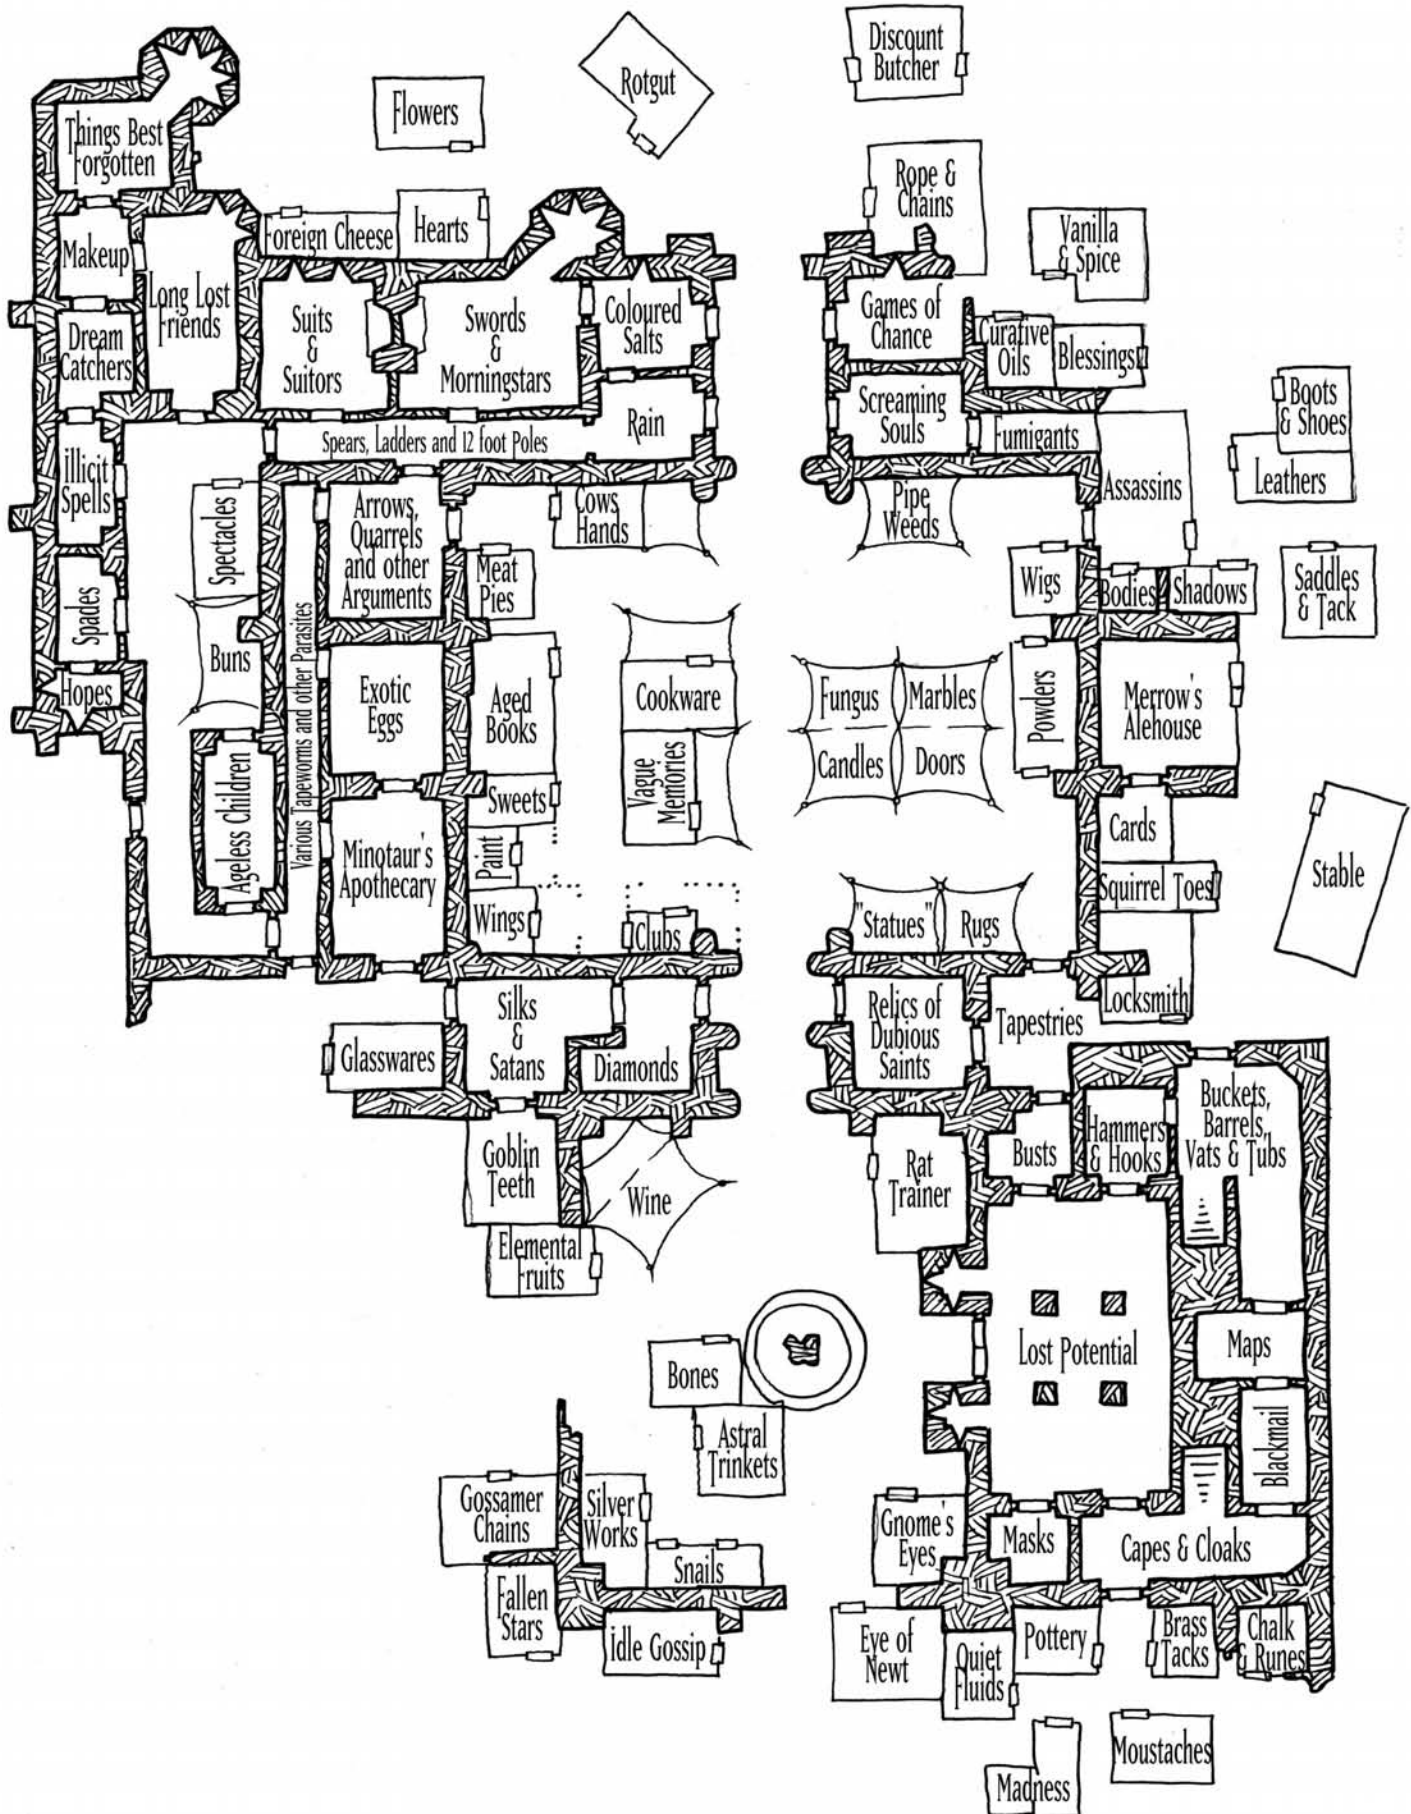 Discount
Butcher
Rotgut
Flowers
Things Best
Forgotten
Rope &
Chains
Foreign Cheese
Hearts
Vanilla
& Spice
Makeup
Long Lost
Friends
Dream
Catchers
Suits
&
Suitors
Swords
&
Morningstars
Coloured
Salts
Games of
Chance
Curative
Oils
Blessings
Boots
& Shoes
Leathers
Spears, Ladders and 12 foot Poles
Rain
Screaming
Souls
Fumigants
Assassins
illicit
Spells
Spectacles
Arrows,
Quarrels
and other
Arguments
Cows
Hands
Pipe
Weeds
Meat
Pies
Wigs
Bodies
Shadows
Saddles
& Tack
Spades
Buns
Various Tapeworms and other Parasites
Hopes
Exotic
Eggs
Aged
Books
Cookware
Fungus
Marbles
Candles
Doors
Powders
Merrow's
Alehouse
Vague
Memories
Sweets
Ageless Children
Minotaur's
Apothecary
Paint
Wings
Clubs
"Statues"
Rugs
Cards
Squirrel Toes
Stable
Locksmith
Silks
&
Satans
Diamonds
Glasswares
Relics of
Dubious
Saints
Tapestries
Buckets,
Barrels,
Vats & Tubs
Hammers
& Hooks
Busts
Goblin
Teeth
Wine
Rat
Trainer
Elemental
Fruits
Bones
Astral
Trinkets
Lost Potential
Maps
Blackmail
Gossamer
Chains
Silver
Works
Snails
Fallen
Stars
idle Gossip
Gnome's
Eyes
Masks
Capes & Cloaks
Eye of
Newt
Quiet
Fluids
Pottery
Brass
Tacks
Chalk
& Runes
Madness
Moustaches